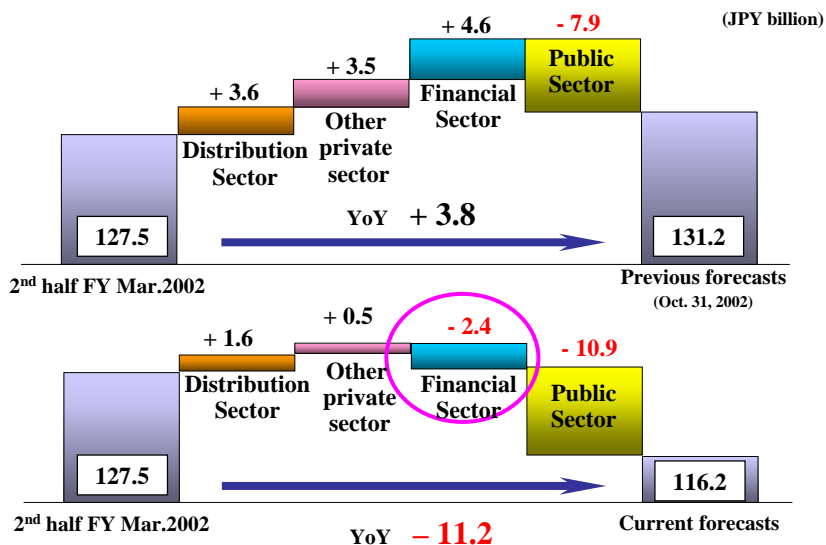 (JPY billion)
+ 4.6
- 7.9
+ 3.5
+ 3.6
Public
Sector
Financial
Sector
Other
private
sector
Distribution
Sector
YoY + 3.8
127.5
131.2
2nd half FY Mar.2002
Previous forecasts
(Oct. 31, 2002)
+ 1.6
+ 0.5
- 2.4
- 10.9
Distribution
Sector
Other
private
sector
Financial
Sector
Public
Sector
127.5
116.2
2nd half FY Mar.2002
Current forecasts
YoY – 11.2